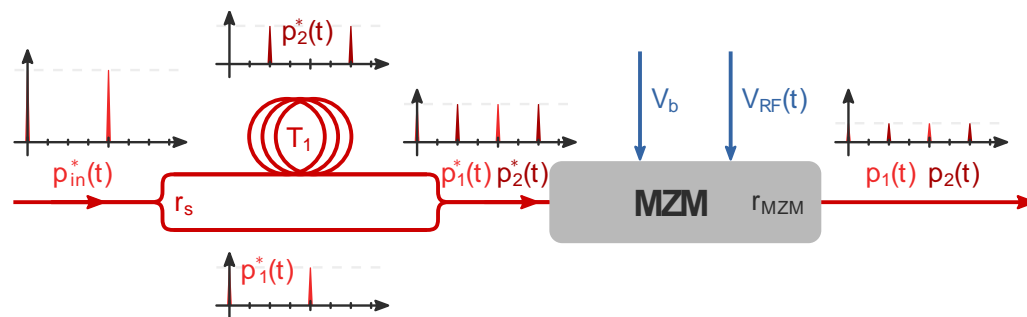 p*2(t)
T1
Vb
VRF(t)
p*in(t)
p*1(t) p*2(t)
p1(t) p2(t)
rs
MZM
rMZM
p*1(t)